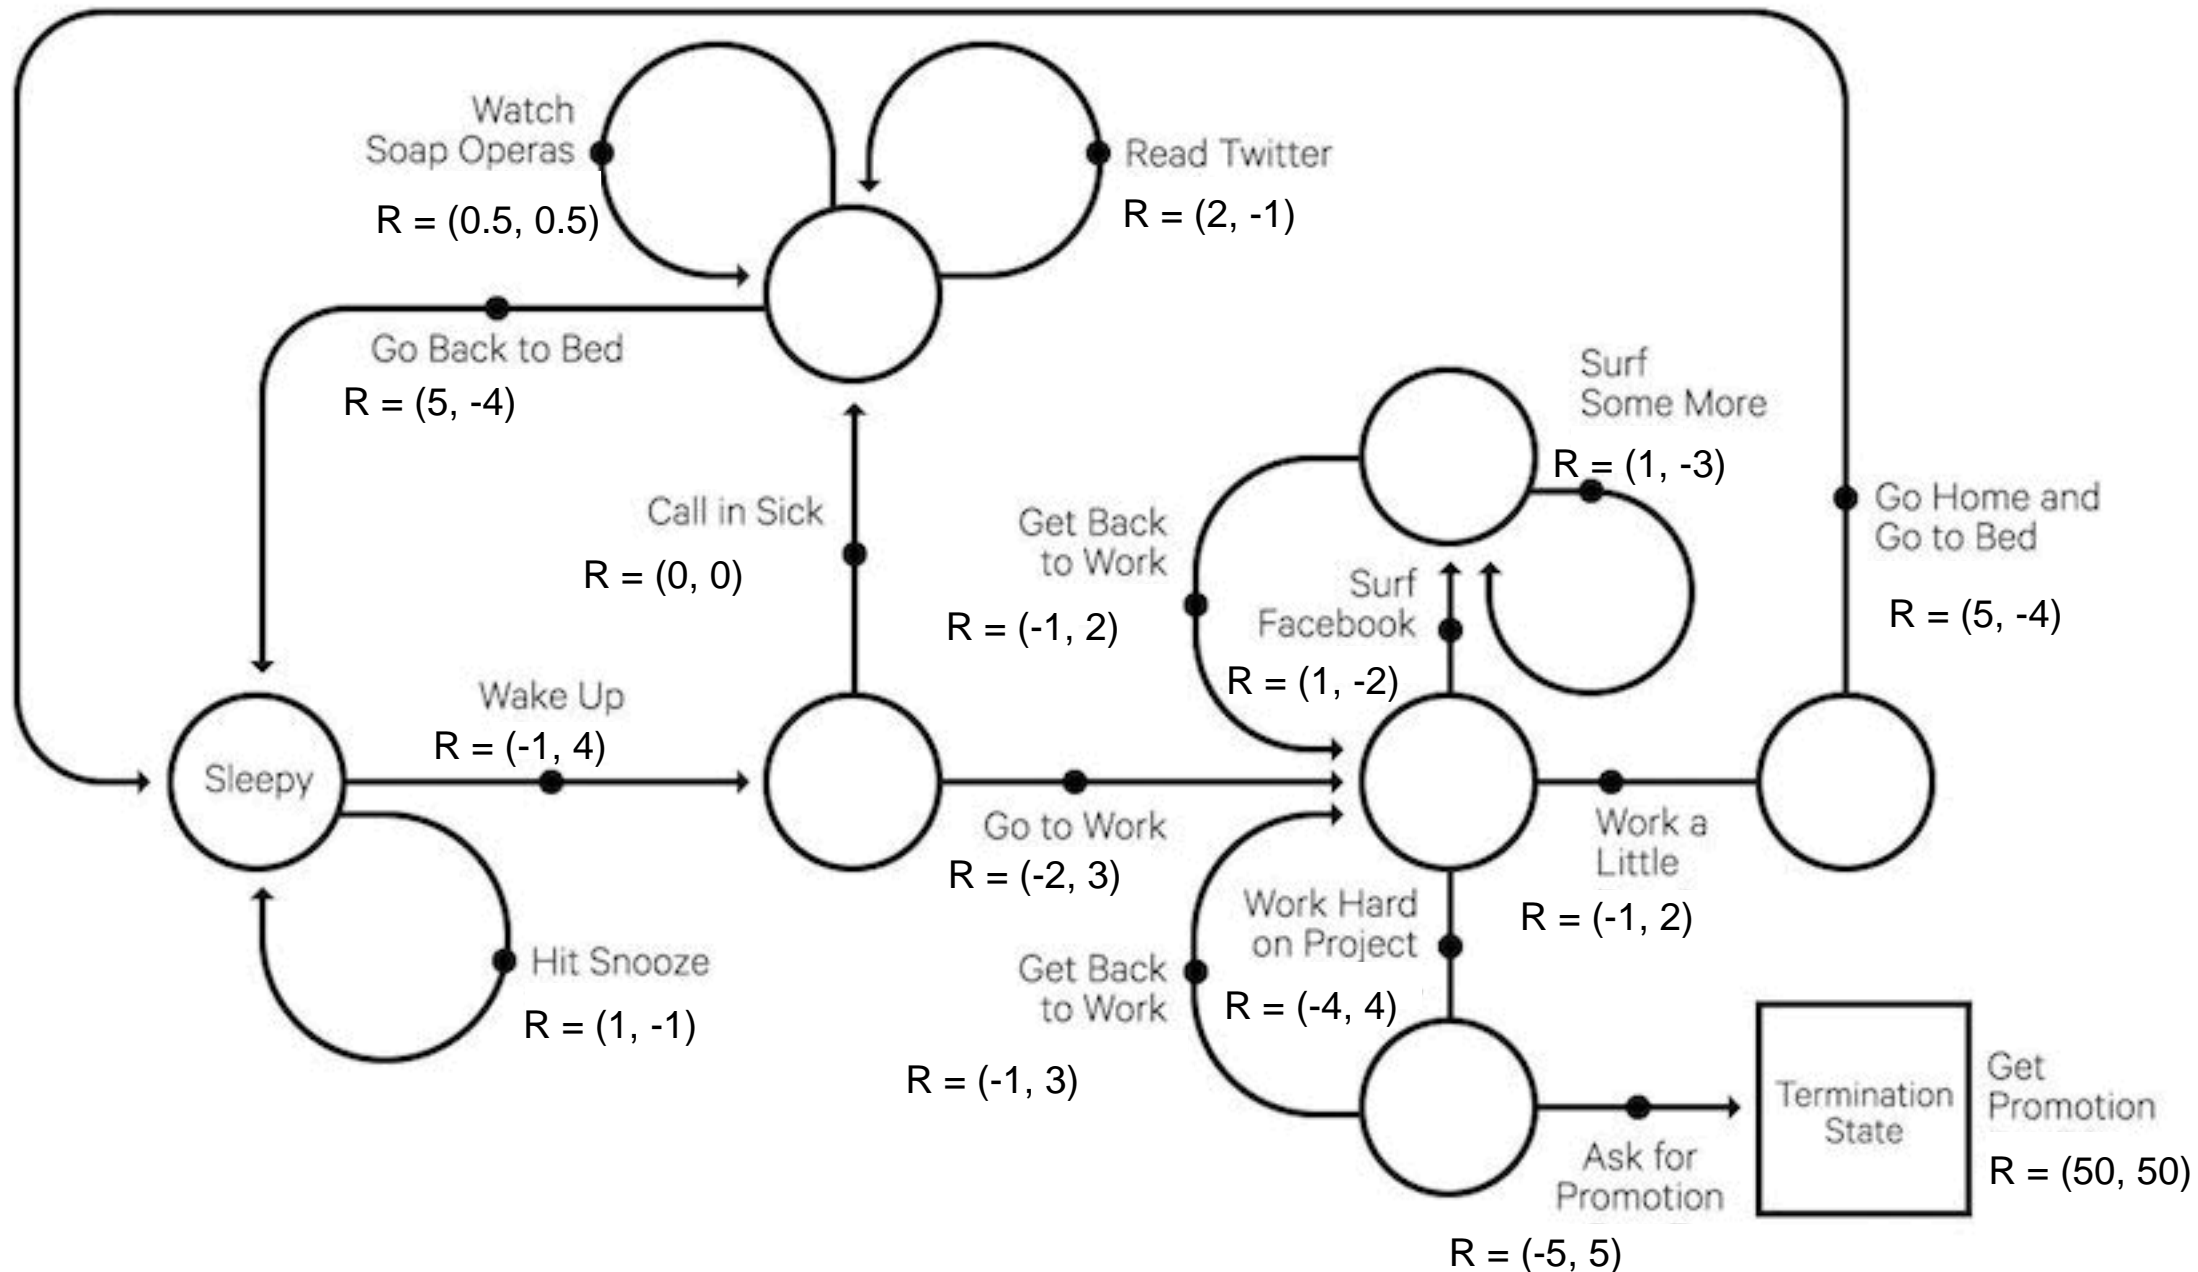 Watch
Soap Operas
R = (0.5, 0.5)
Read Twitter
R = (2, -1)
Go Back to Bed
R = (5, -4)
Surf
Some More
R = (1, -3)
Call in Sick
R = (0, 0)
Get Back
to Work
R = (-1, 2)
Surf
Facebook
R = (1, -2)
Go Home and
Go to Bed
R = (5, -4)
Sleepy
Wake Up
R = (-1, 4)
Go to Work
R = (-2, 3)
Work a
Little
R = (-1, 2)
Hit Snooze
R = (1, -1)
Work Hard
on Project
R = (-4, 4)
Get Back
to Work
R = (-1, 3)
Termination
State
Get
Promotion
R = (50, 50)
Ask for
Promotion
R = (-5, 5)